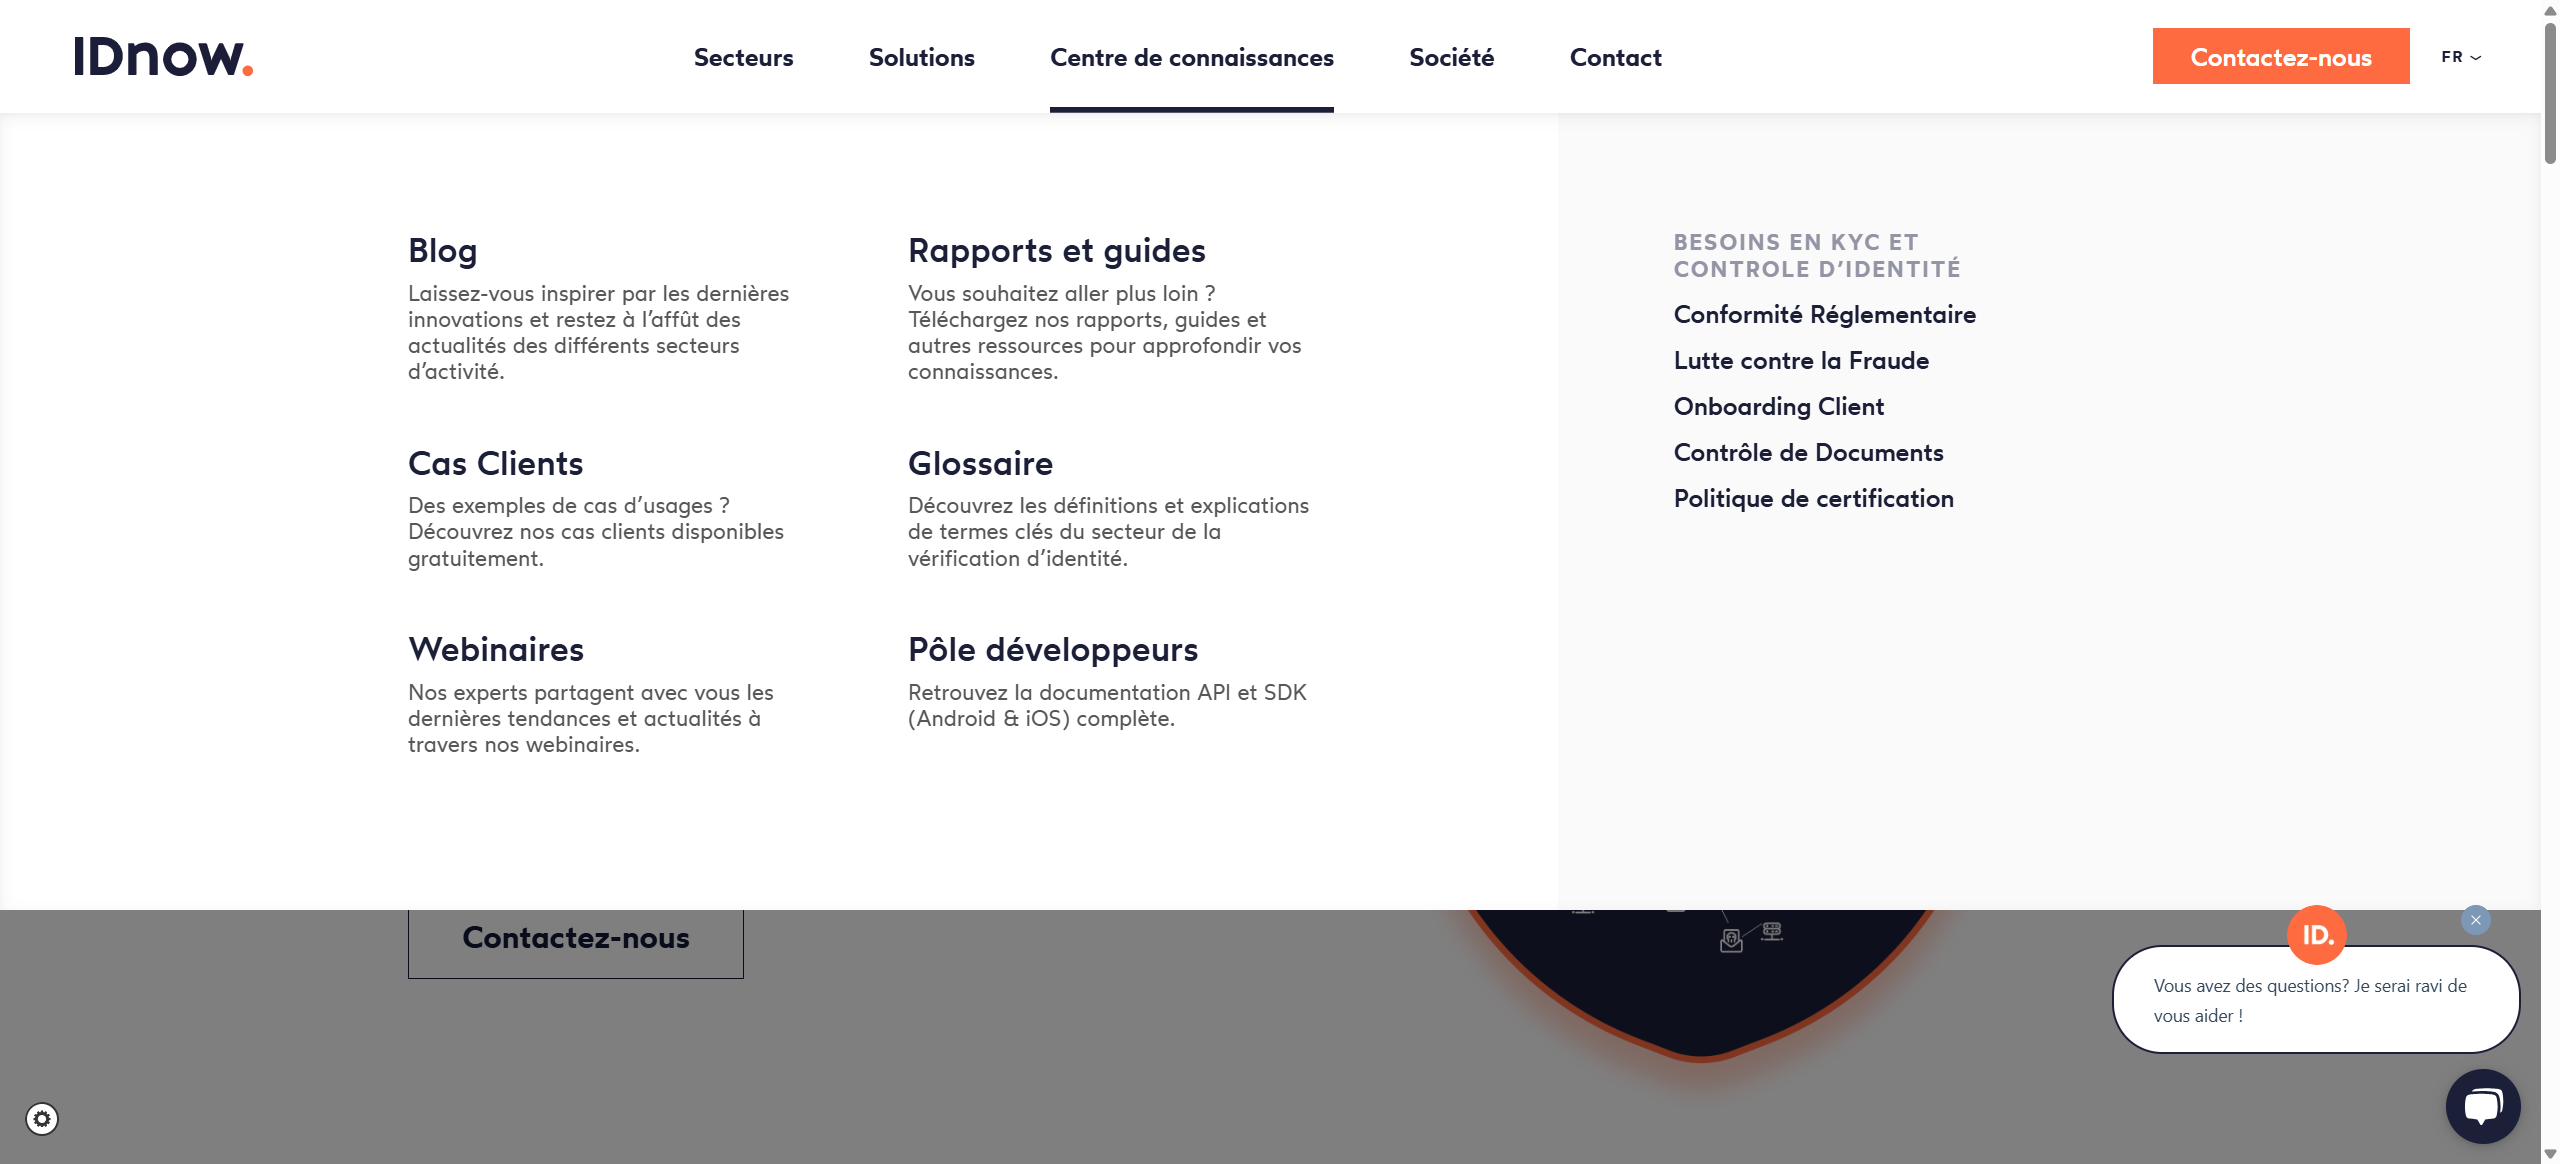 IDnow.
Secteurs
Solutions
Centre de connaissances
Société
Contact
Contactez-nous
FR
Blog
Laissez-vous inspirer par les dernières
innovations et restez à l’affût des
actualités des différents secteurs
d’activité.
Rapports et guides
Vous souhaitez aller plus loin ?
Téléchargez nos rapports, guides et
autres ressources pour approfondir vos
connaissances.
Cas Clients
Des exemples de cas d’usages ?
Découvrez nos cas clients disponibles
gratuitement.
Glossaire
Découvrez les définitions et explications
de termes clés du secteur de la
vérification d’identité.
Webinaires
Nos experts partagent avec vous les
dernières tendances et actualités à
travers nos webinaires.
Pôle développeurs
Retrouvez la documentation API et SDK
(Android & iOS) complète.
BESOINS EN KYC ET
CONTROLE D’IDENTITÉ
Conformité Réglementaire
Lutte contre la Fraude
Onboarding Client
Contrôle de Documents
Politique de certification
Contactez-nous
ID.
Vous avez des questions? Je serai ravi de
vous aider !